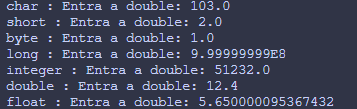 char : Entra a double: 103.0
short : Entra a double: 2.0
byte : Entra a double: 1.0
long : Entra a double: 9.99999999E8
integer : Entra a double: 51232.0
double : Entra a double: 12.4
float : Entra a double: 5.650000095367432